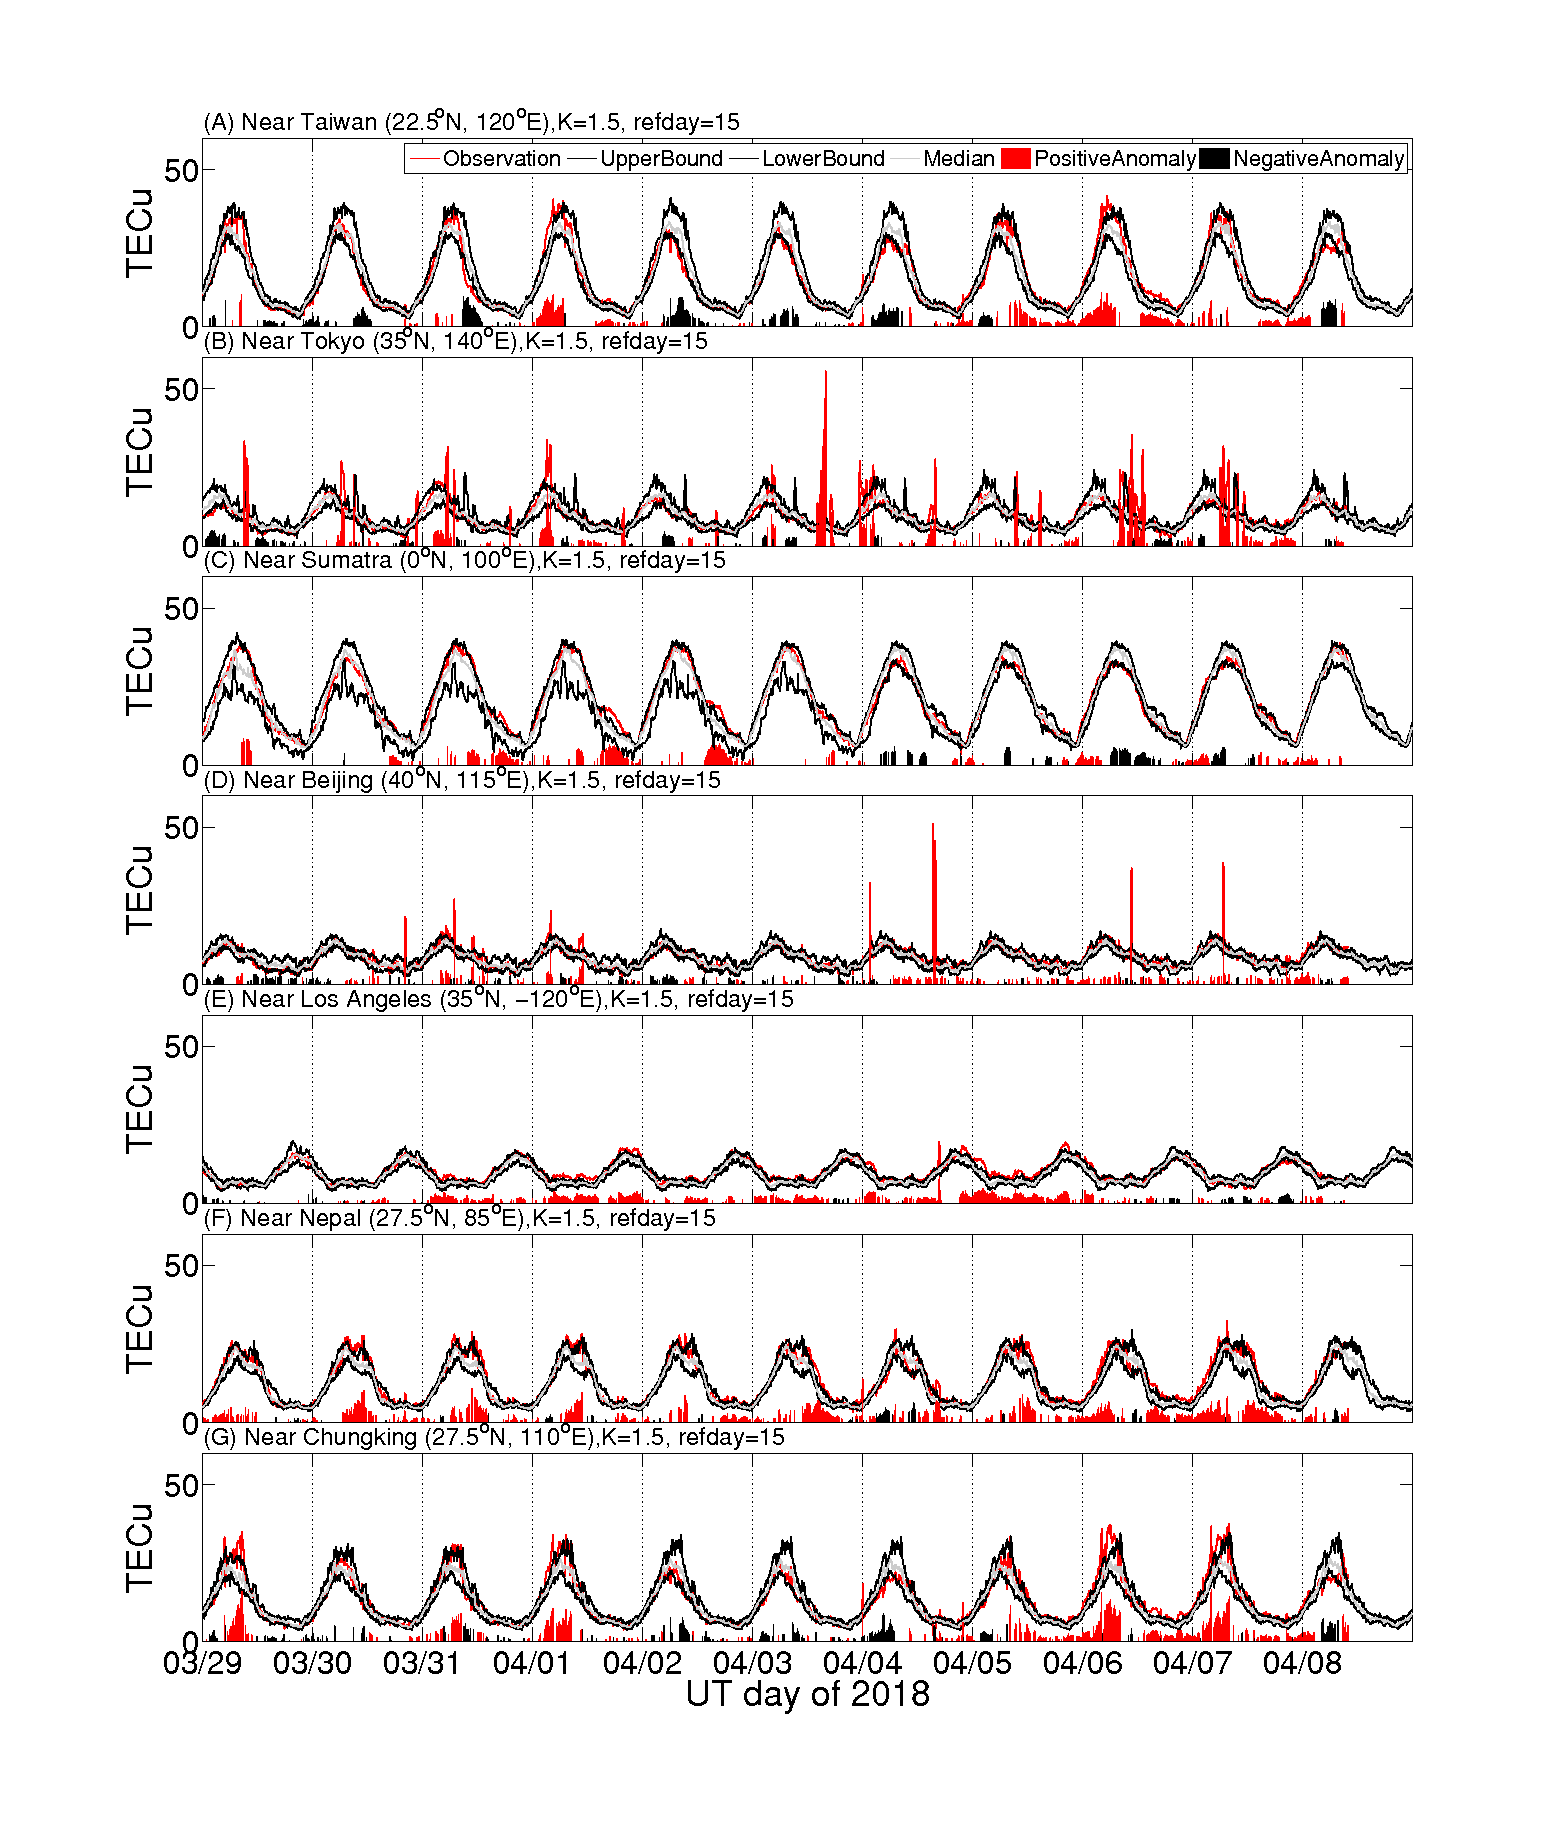 (A) Near Taiwan (22.5°N, 120°E),K=1.5, refday=15
Observation UpperBound LowerBound Median PositiveAnomaly NegativeAnomaly
50
TECu
0
(B) Near Tokyo (35°N, 140°E),K=1.5, refday=15
50
TECu
0
(C) Near Sumatra (0°N, 100°E),K=1.5, refday=15
50
TECu
0
(D) Near Beijing (40°N, 115°E),K=1.5, refday=15
50
TECu
0
(E) Near Los Angeles (35°N, −120°E),K=1.5, refday=15
50
TECu
0
(F) Near Nepal (27.5°N, 85°E),K=1.5, refday=15
50
TECu
0
(G) Near Chungking (27.5°N, 110°E),K=1.5, refday=15
50
TECu
0
03/29 03/30 03/31 04/01 04/02 04/03 04/04 04/05 04/06 04/07 04/08
UT day of 2018